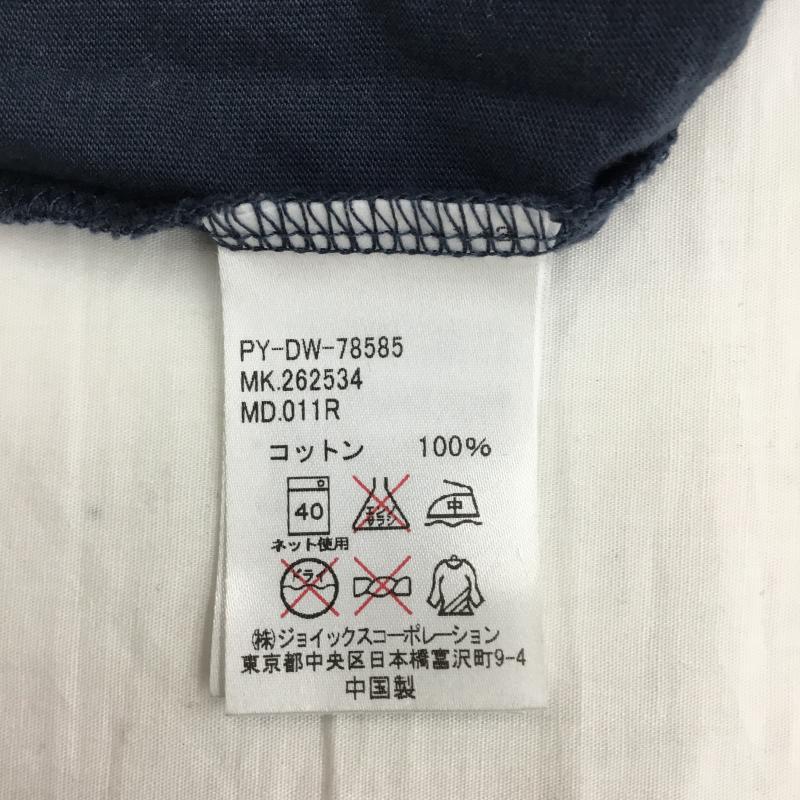 PY-DW-78585
MK.262534
MD.011R
コットン 100%
40 エンソサラシ 中
ネット使用
ドライ
㈱ジョイックスコーポレーション
東京都中央区日本橋富沢町9-4
中国製